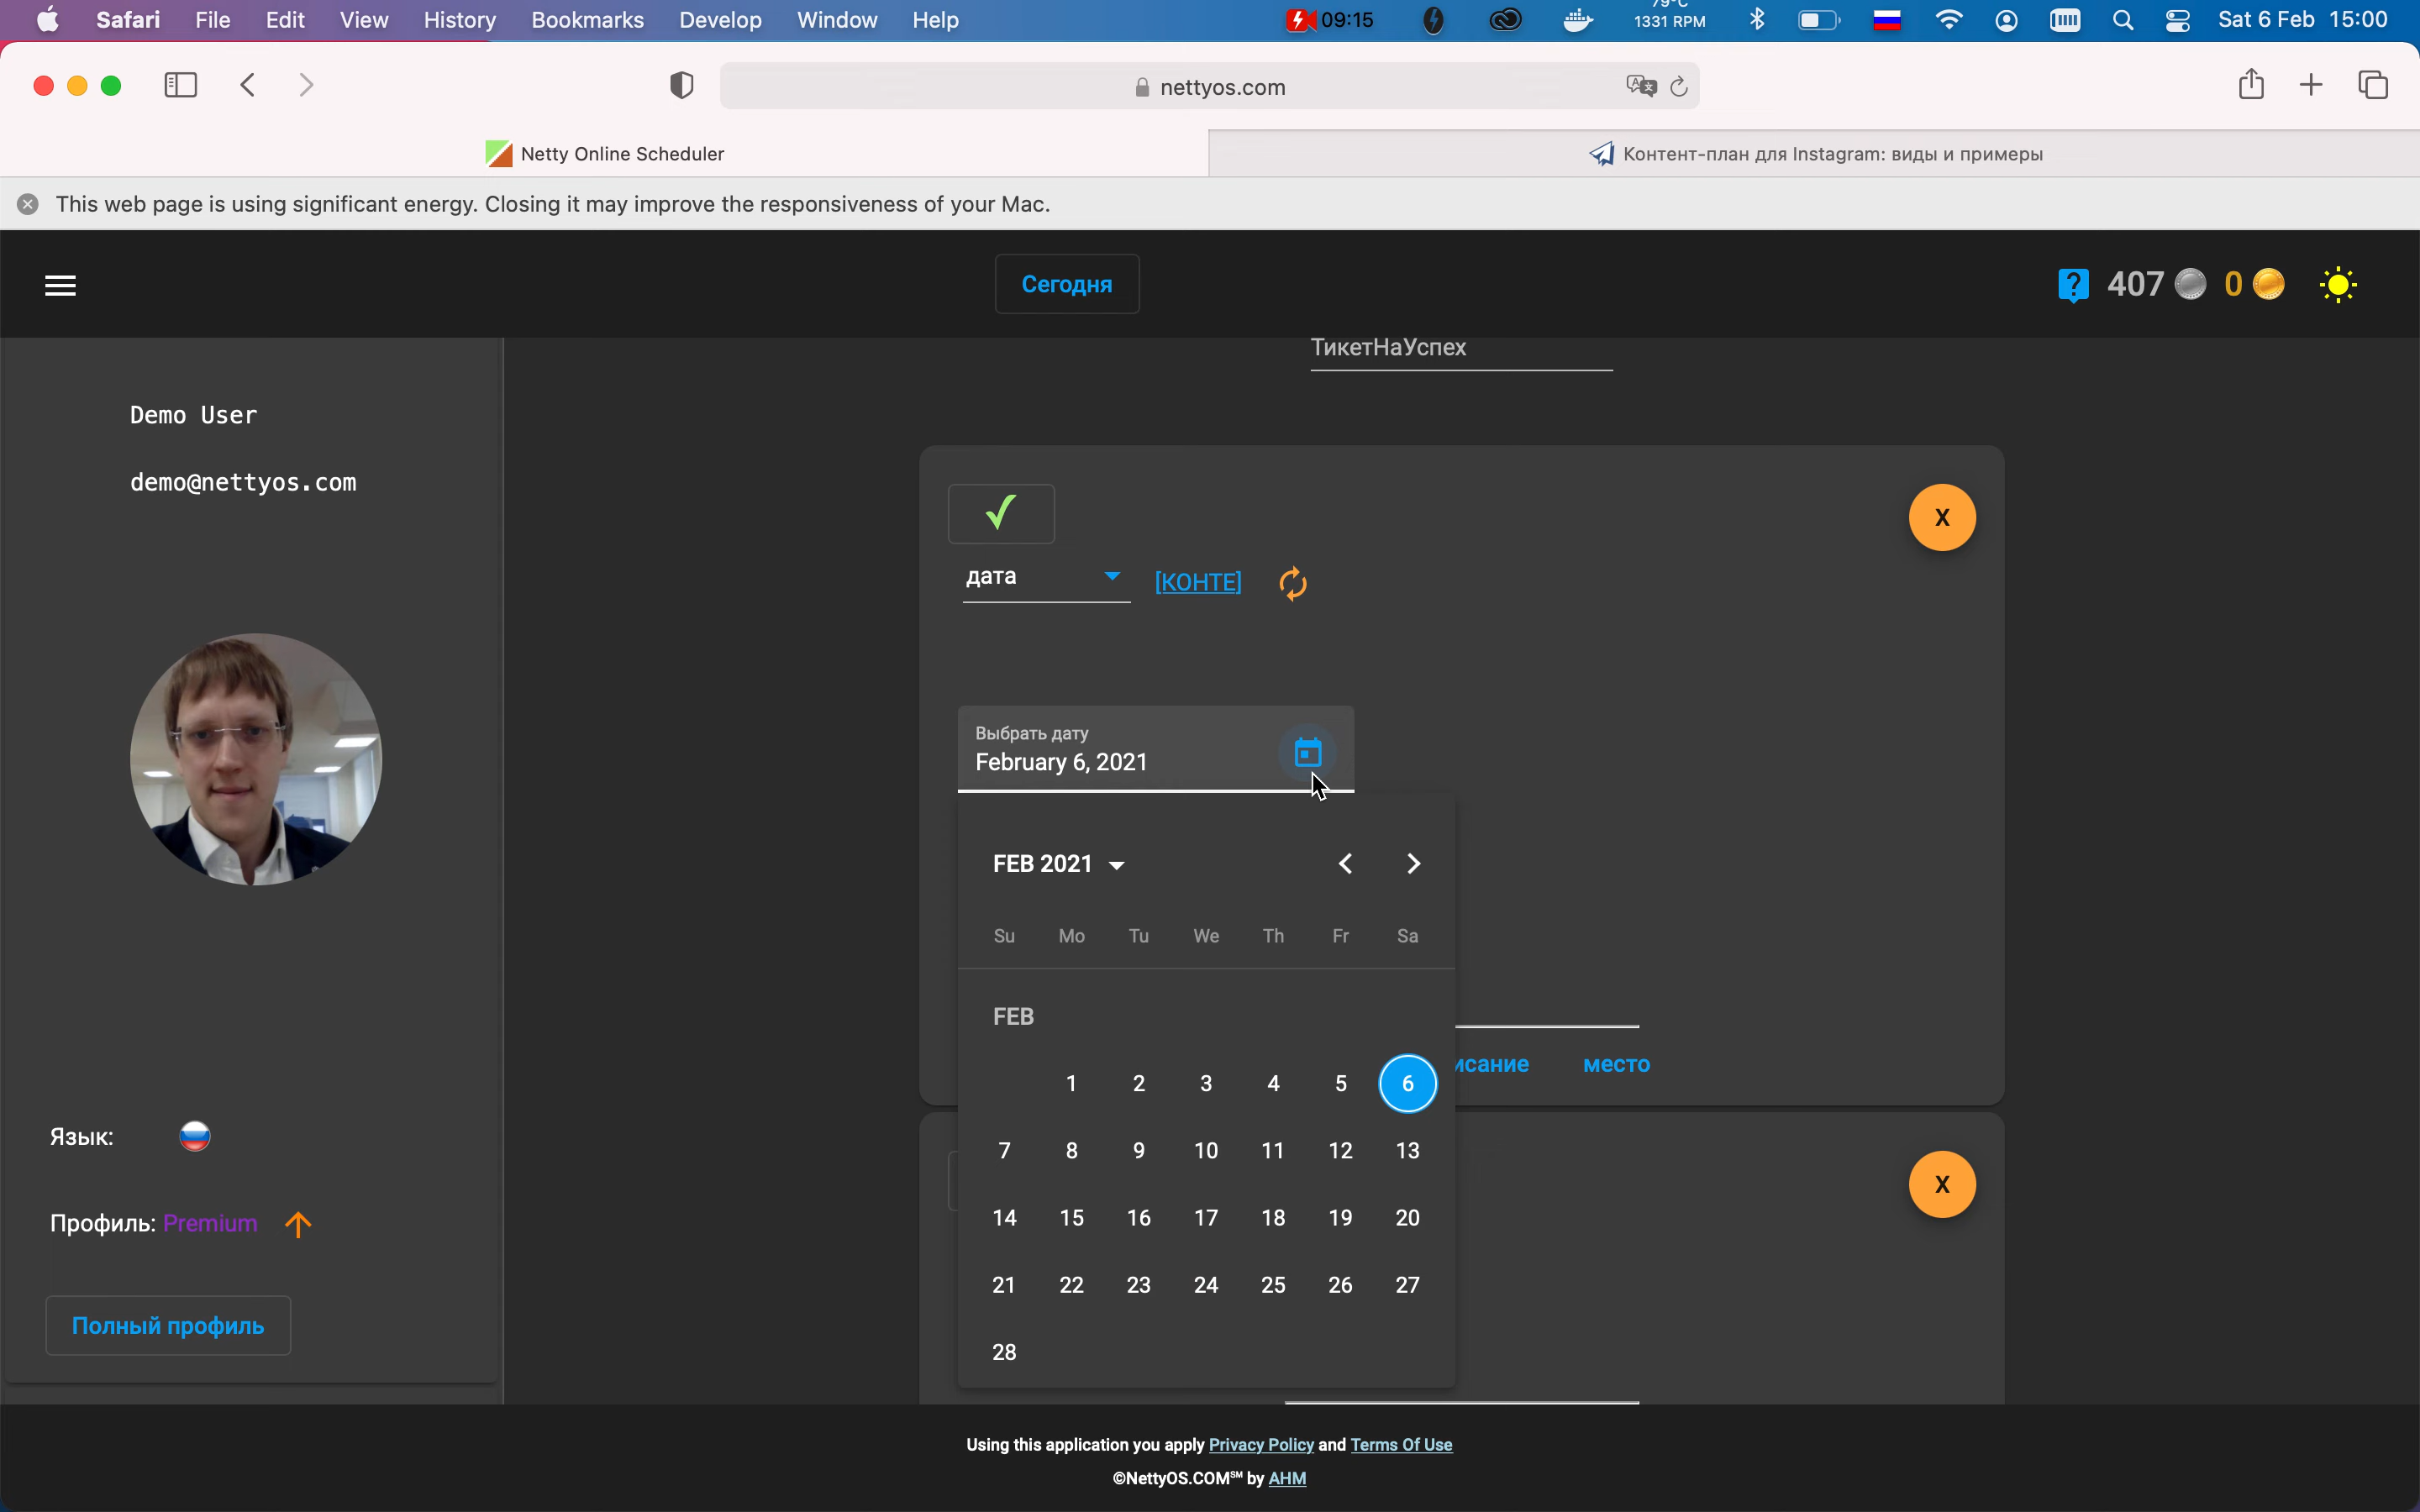 Safari File Edit View History Bookmarks Develop Window Help 09:15 79°C 1331 RPM Sat 6 Feb 15:00
nettyos.com
Netty Online Scheduler
Контент-план для Instagram: виды и примеры
This web page is using significant energy. Closing it may improve the responsiveness of your Mac.
Сегодня
? 407 0
ТикетНаУспех
Demo User
demo@nettyos.com
X
дата [КОНТЕ]
Выбрать дату
February 6, 2021
FEB 2021
Su Mo Tu We Th Fr Sa
FEB
1 2 3 4 5 6
7 8 9 10 11 12 13
14 15 16 17 18 19 20
21 22 23 24 25 26 27
28
исание место
X
Язык:
Профиль: Premium
Полный профиль
Using this application you apply Privacy Policy and Terms Of Use
©NettyOS.COM℠ by AHM